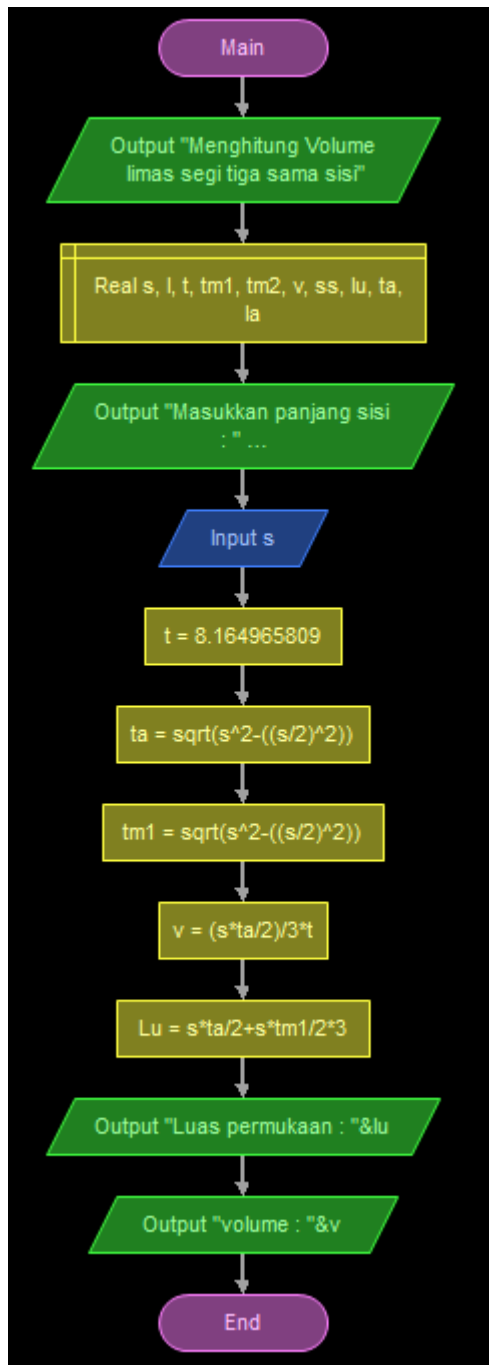 Main
Output "Menghitung Volume
limas segi tiga sama sisi"
Real s, l, t, tm1, tm2, v, ss, lu, ta,
la
Output "Masukkan panjang sisi
: " ...
Input s
t = 8.164965809
ta = sqrt(s^2-((s/2)^2))
tm1 = sqrt(s^2-((s/2)^2))
v = (s*ta/2)/3*t
Lu = s*ta/2+s*tm1/2*3
Output "Luas permukaan : "&lu
Output "volume : "&v
End